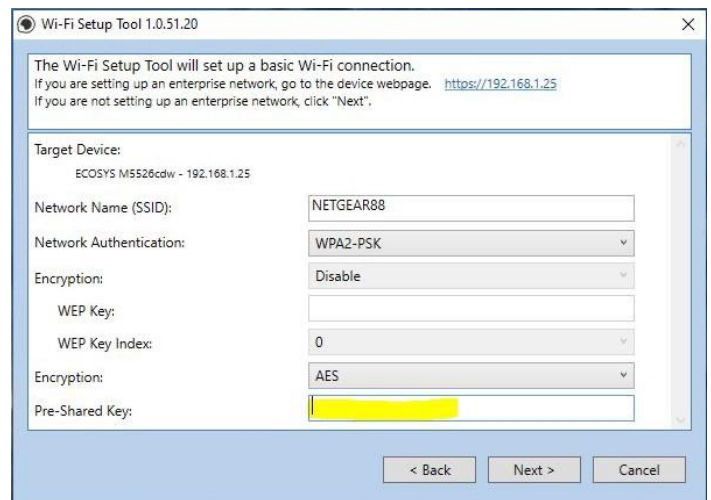 Wi-Fi Setup Tool 1.0.51.20
The Wi-Fi Setup Tool will set up a basic Wi-Fi connection.
If you are setting up an enterprise network, go to the device webpage. https://192.168.1.25
If you are not setting up an enterprise network, click "Next".
Target Device:
ECOSYS M5526cdw - 192.168.1.25
Network Name (SSID): NETGEAR88
Network Authentication: WPA2-PSK
Encryption: Disable
WEP Key:
WEP Key Index: 0
Encryption: AES
Pre-Shared Key:
< Back Next > Cancel